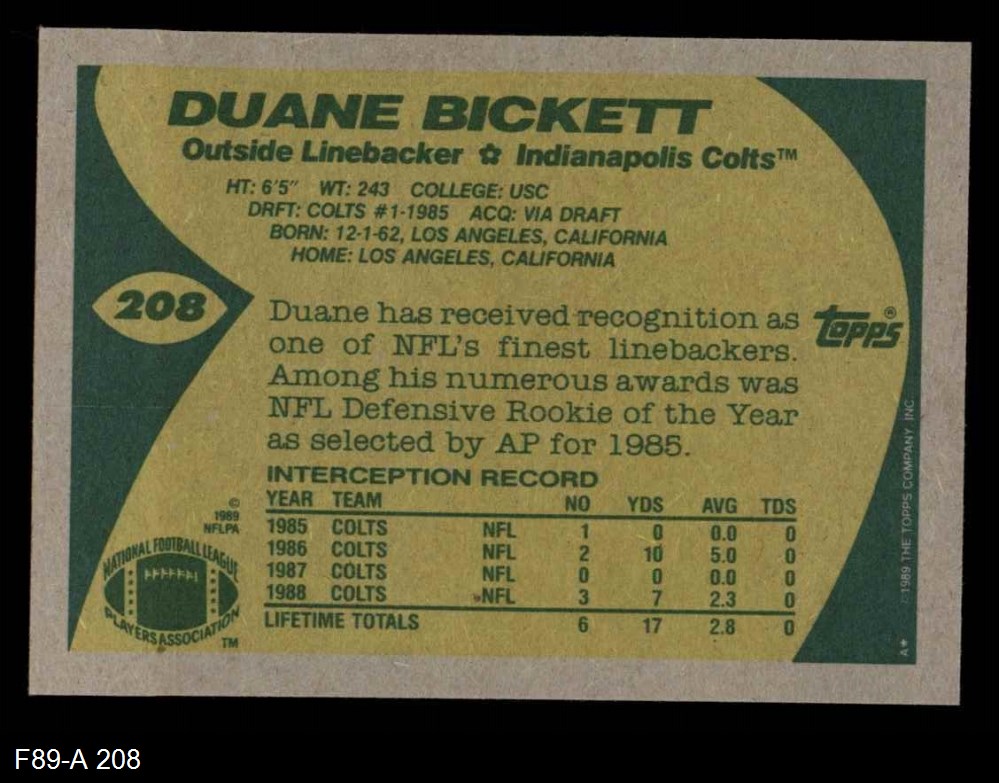 DUANE BICKETT
Outside Linebacker ✿ Indianapolis Colts™
HT: 6'5" WT: 243 COLLEGE: USC
DRFT: COLTS #1-1985 ACQ: VIA DRAFT
BORN: 12-1-62, LOS ANGELES, CALIFORNIA
HOME: LOS ANGELES, CALIFORNIA
208
Duane has received recognition as
one of NFL's finest linebackers.
Among his numerous awards was
NFL Defensive Rookie of the Year
as selected by AP for 1985.
topps®
INTERCEPTION RECORD
YEAR TEAM NO YDS AVG TDS
1985 COLTS NFL 1 0 0.0 0
1986 COLTS NFL 2 10 5.0 0
1987 COLTS NFL 0 0 0.0 0
1988 COLTS NFL 3 7 2.3 0
LIFETIME TOTALS 6 17 2.8 0
©
1989
NFLPA
NATIONAL FOOTBALL LEAGUE
PLAYERS ASSOCIATION
TM
©1989 THE TOPPS COMPANY, INC.
A*
F89-A 208